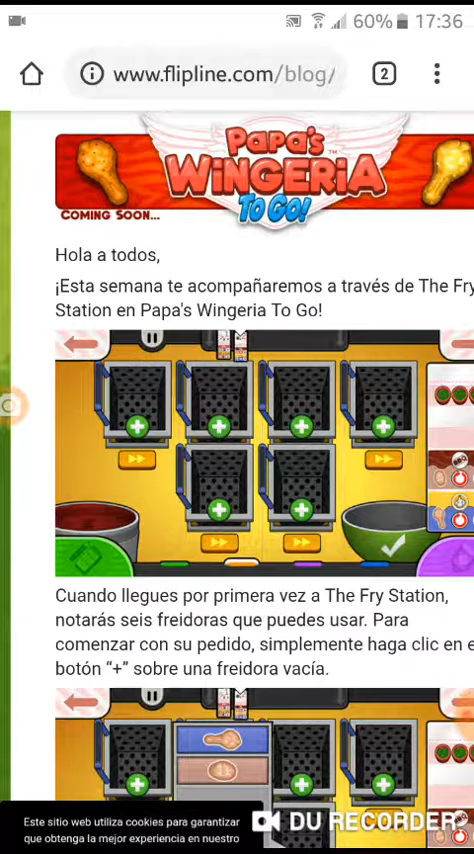 60% 17:36
www.flipline.com/blog/
2
Papa's
WiNGERiA
TO GO!
COMING SOON...
Hola a todos,
¡Esta semana te acompañaremos a través de The Fry
Station en Papa's Wingeria To Go!
Cuando llegues por primera vez a The Fry Station,
notarás seis freidoras que puedes usar. Para
comenzar con su pedido, simplemente haga clic en e
botón “+” sobre una freidora vacía.
Este sitio web utiliza cookies para garantizar
que obtenga la mejor experiencia en nuestro
DU RECORDER